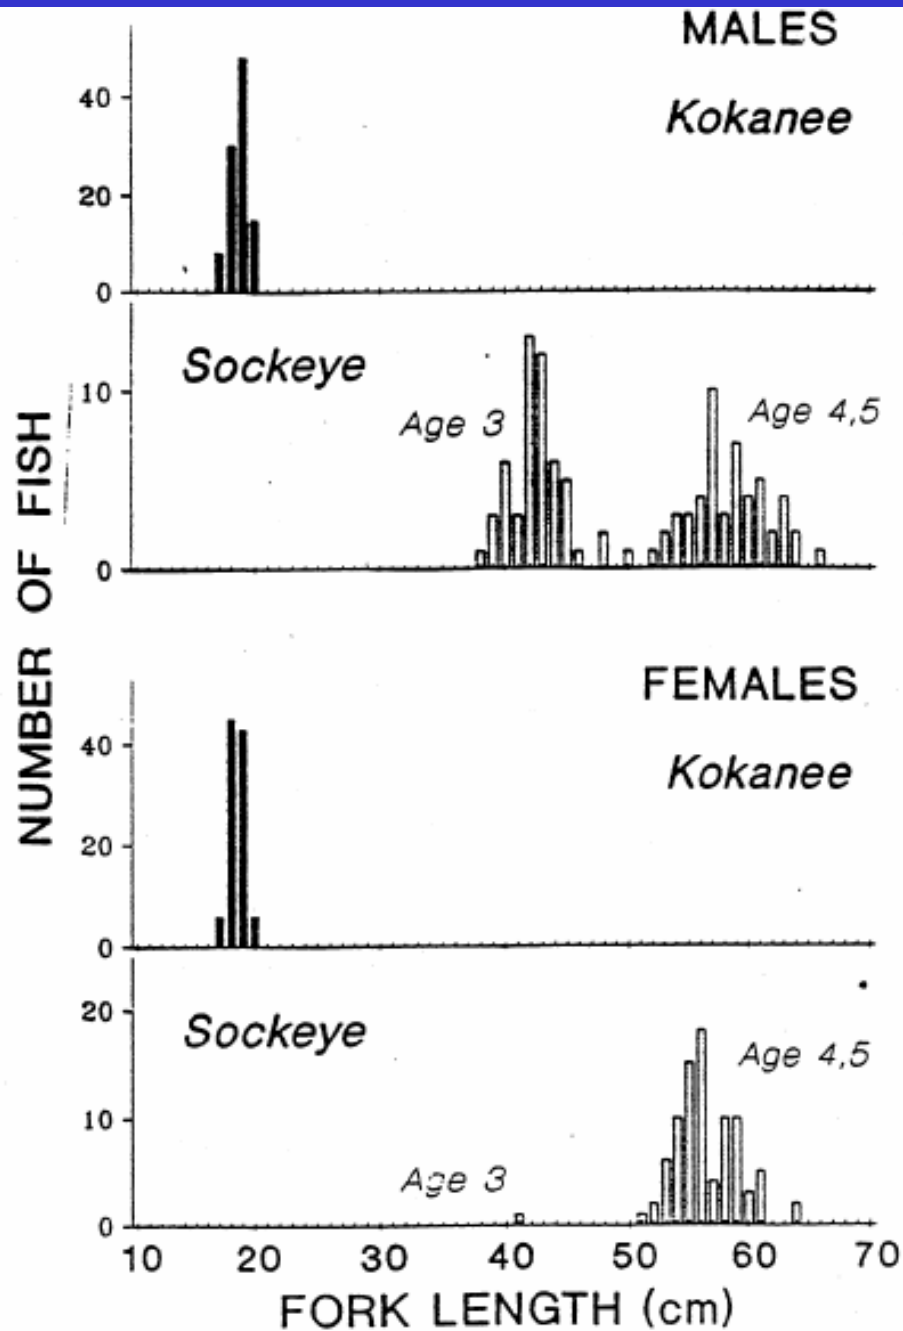 MALES
Kokanee
40
20
0
Sockeye
Age 3
Age 4,5
10
0
NUMBER OF FISH
FEMALES
Kokanee
40
20
0
Sockeye
Age 4,5
Age 3
20
10
0
10 20 30 40 50 60 70
FORK LENGTH (cm)